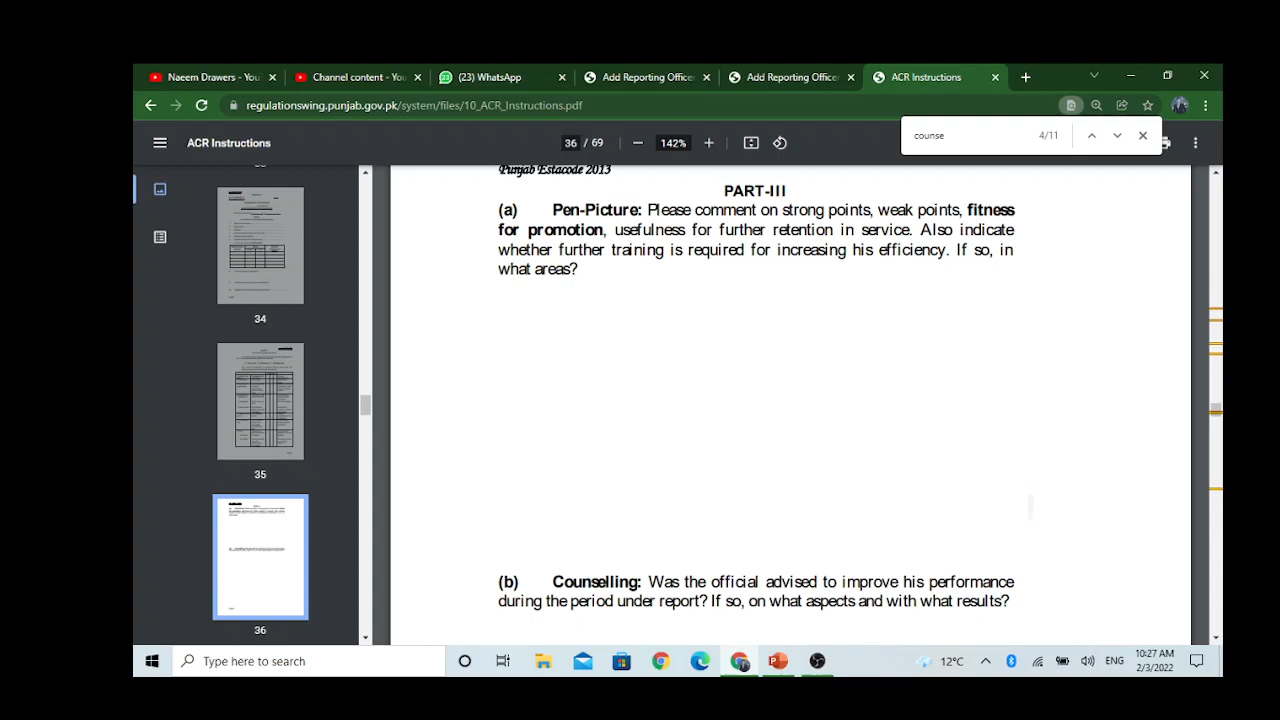 Naeem Drawers - You
Channel content - You
(23) WhatsApp
Add Reporting Office
Add Reporting Office
ACR Instructions
regulationswing.punjab.gov.pk/system/files/10_ACR_Instructions.pdf
counse 4/11
ACR Instructions
36 / 69
142%
Punjab Estacode 2013
PART-III
(a) Pen-Picture: Please comment on strong points, weak points, fitness
for promotion, usefulness for further retention in service. Also indicate
whether further training is required for increasing his efficiency. If so, in
what areas?
34
35
36
(b) Counselling: Was the official advised to improve his performance
during the period under report? If so, on what aspects and with what results?
Type here to search
12°C
ENG
10:27 AM
2/3/2022